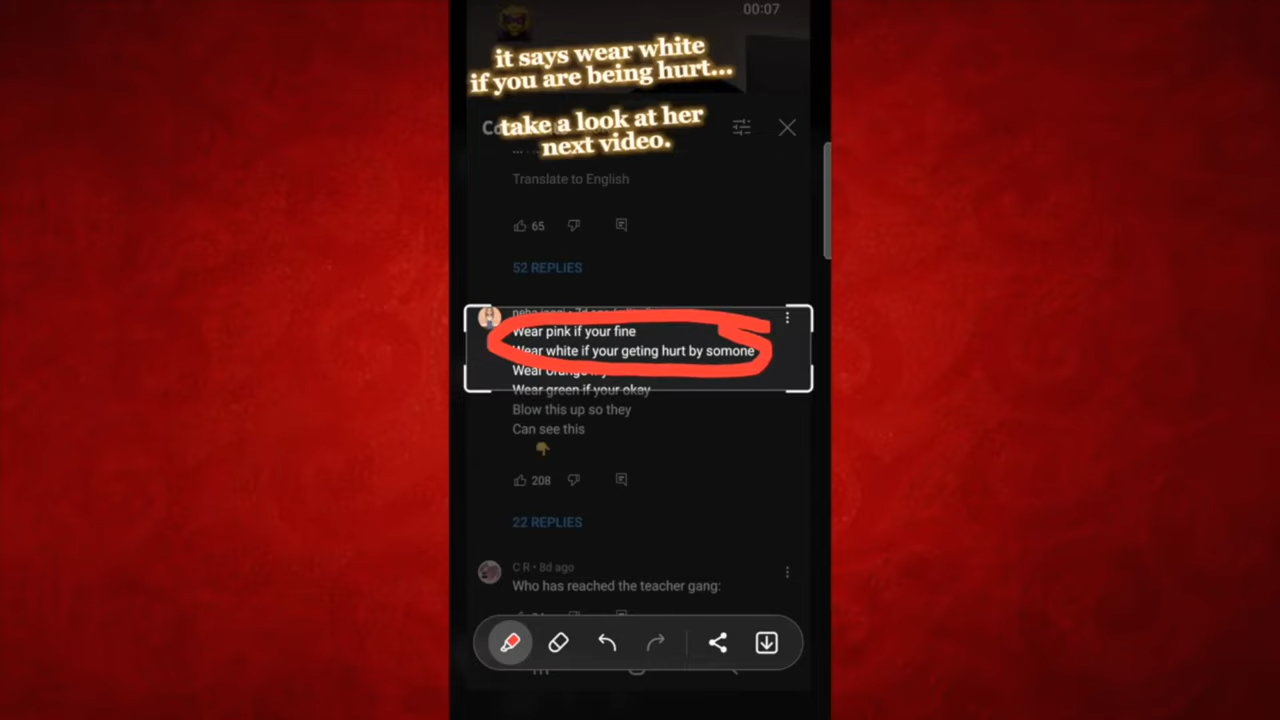 00:07
it says wear white
if you are being hurt...
take a look at her
next video.
...
Translate to English
65
52 REPLIES
Wear pink if your fine
Wear white if your geting hurt by somone
Wear
Wear green if your okay
Blow this up so they
Can see this
208
22 REPLIES
C R • 8d ago
Who has reached the teacher gang: